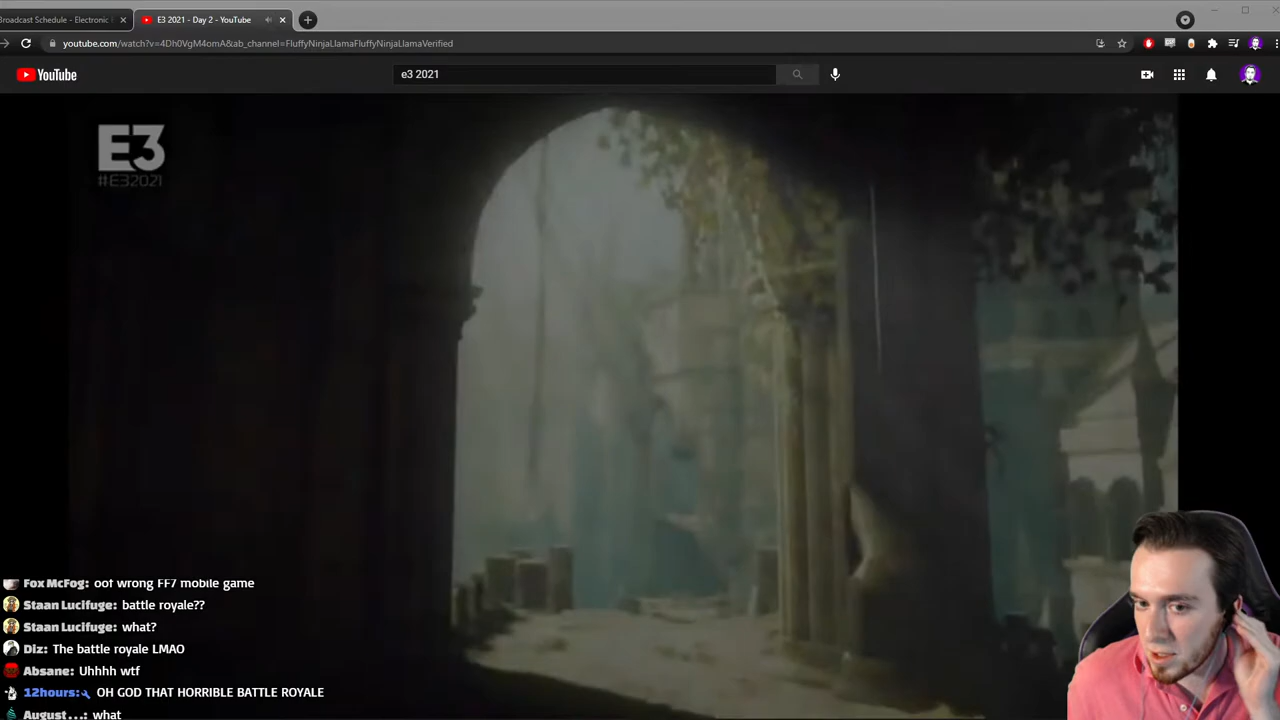 Broadcast Schedule - Electronic E
E3 2021 - Day 2 - YouTube
youtube.com/watch?v=4Dh0VgM4omA&ab_channel=FluffyNinjaLlamaFluffyNinjaLlamaVerified
YouTube
e3 2021
E3
#E32021
Fox McFog: oof wrong FF7 mobile game
Staan Lucifuge: battle royale??
Staan Lucifuge: what?
Diz: The battle royale LMAO
Absane: Uhhhh wtf
12hours: OH GOD THAT HORRIBLE BATTLE ROYALE
August...: what